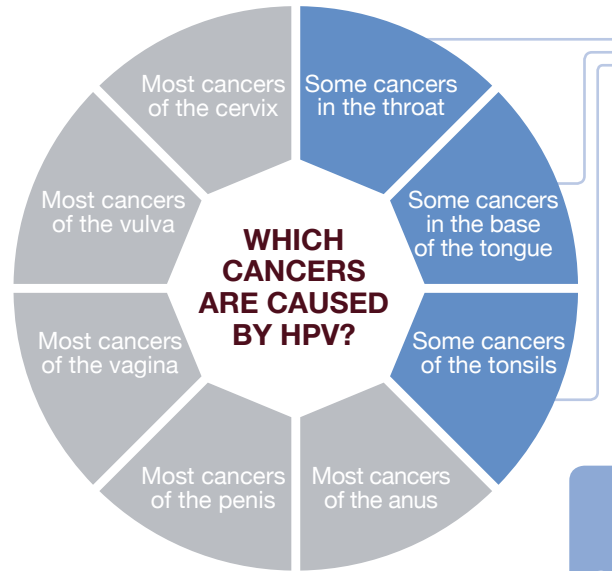 WHICH
CANCERS
ARE CAUSED
BY HPV?
Some cancers
in the throat
Some cancers
in the base
of the tongue
Some cancers
of the tonsils
Most cancers
of the anus
Most cancers
of the penis
Most cancers
of the vagina
Most cancers
of the vulva
Most cancers
of the cervix